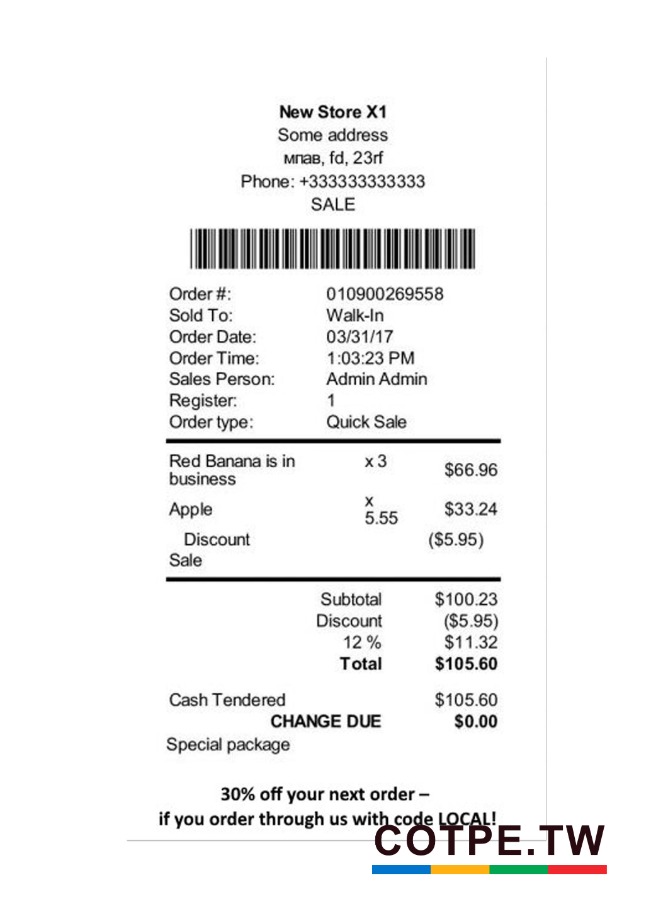 New Store X1
Some address
мпав, fd, 23rf
Phone: +333333333333
SALE
Order #: 010900269558
Sold To: Walk-In
Order Date: 03/31/17
Order Time: 1:03:23 PM
Sales Person: Admin Admin
Register: 1
Order type: Quick Sale
Red Banana is in business x 3 $66.96
Apple x 5.55 $33.24
Discount ($5.95)
Sale
Subtotal $100.23
Discount ($5.95)
12 % $11.32
Total $105.60
Cash Tendered $105.60
CHANGE DUE $0.00
Special package
30% off your next order –
if you order through us with code LOCAL!
COTPE.TW